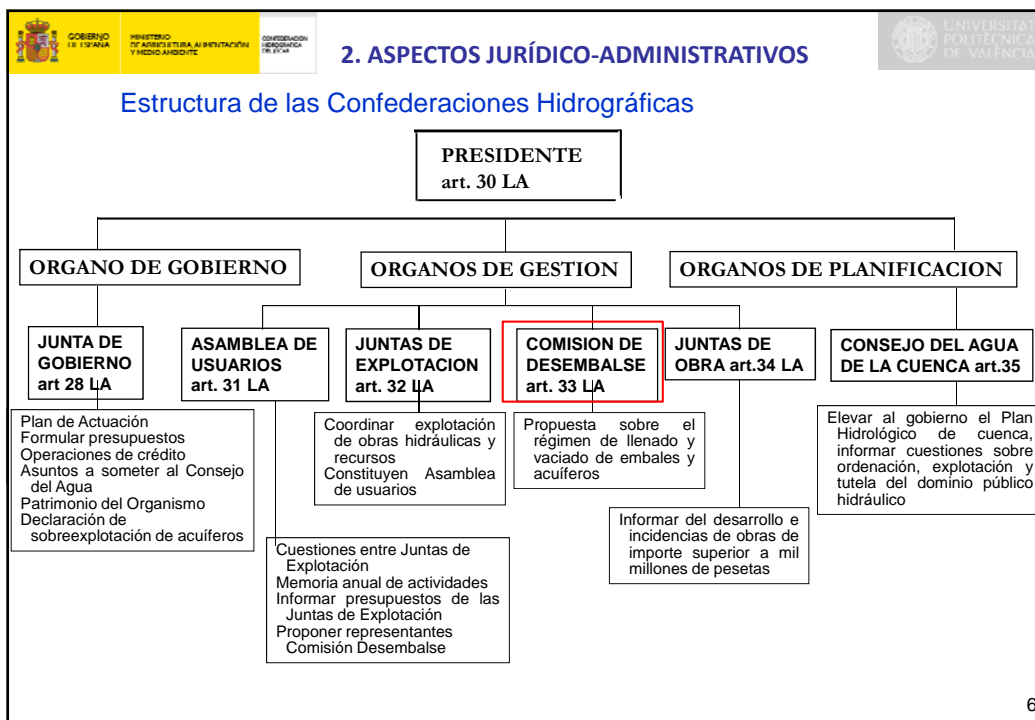 GOBIERNO
DE ESPAÑA
MINISTERIO
DE AGRICULTURA, ALIMENTACIÓN
Y MEDIO AMBIENTE
CONFEDERACIÓN
HIDROGRÁFICA
DEL JÚCAR
UNIVERSITAT
POLITÈCNICA
DE VALÈNCIA
2. ASPECTOS JURÍDICO-ADMINISTRATIVOS
Estructura de las Confederaciones Hidrográficas
PRESIDENTE
art. 30 LA
ORGANO DE GOBIERNO
ORGANOS DE GESTION
ORGANOS DE PLANIFICACION
JUNTA DE
GOBIERNO
art 28 LA
ASAMBLEA DE
USUARIOS
art. 31 LA
JUNTAS DE
EXPLOTACION
art. 32 LA
COMISION DE
DESEMBALSE
art. 33 LA
JUNTAS DE
OBRA art.34 LA
CONSEJO DEL AGUA
DE LA CUENCA art.35
Plan de Actuación
Formular presupuestos
Operaciones de crédito
Asuntos a someter al Consejo
del Agua
Patrimonio del Organismo
Declaración de
sobreexplotación de acuíferos
Coordinar explotación
de obras hidráulicas y
recursos
Constituyen Asamblea
de usuarios
Propuesta sobre el
régimen de llenado y
vaciado de embales y
acuíferos
Elevar al gobierno el Plan
Hidrológico de cuenca,
informar cuestiones sobre
ordenación, explotación y
tutela del dominio público
hidráulico
Cuestiones entre Juntas de
Explotación
Memoria anual de actividades
Informar presupuestos de las
Juntas de Explotación
Proponer representantes
Comisión Desembalse
Informar del desarrollo e
incidencias de obras de
importe superior a mil
millones de pesetas
6